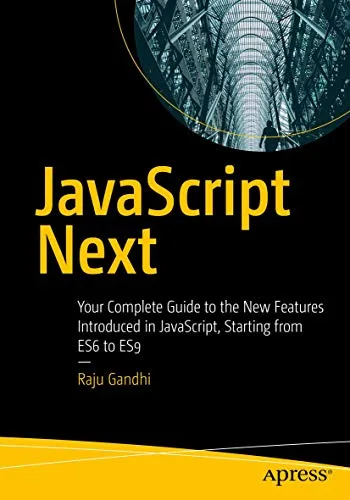 JavaScript
Next
Your Complete Guide to the New Features
Introduced in JavaScript, Starting from
ES6 to ES9
—
Raju Gandhi
Apress®